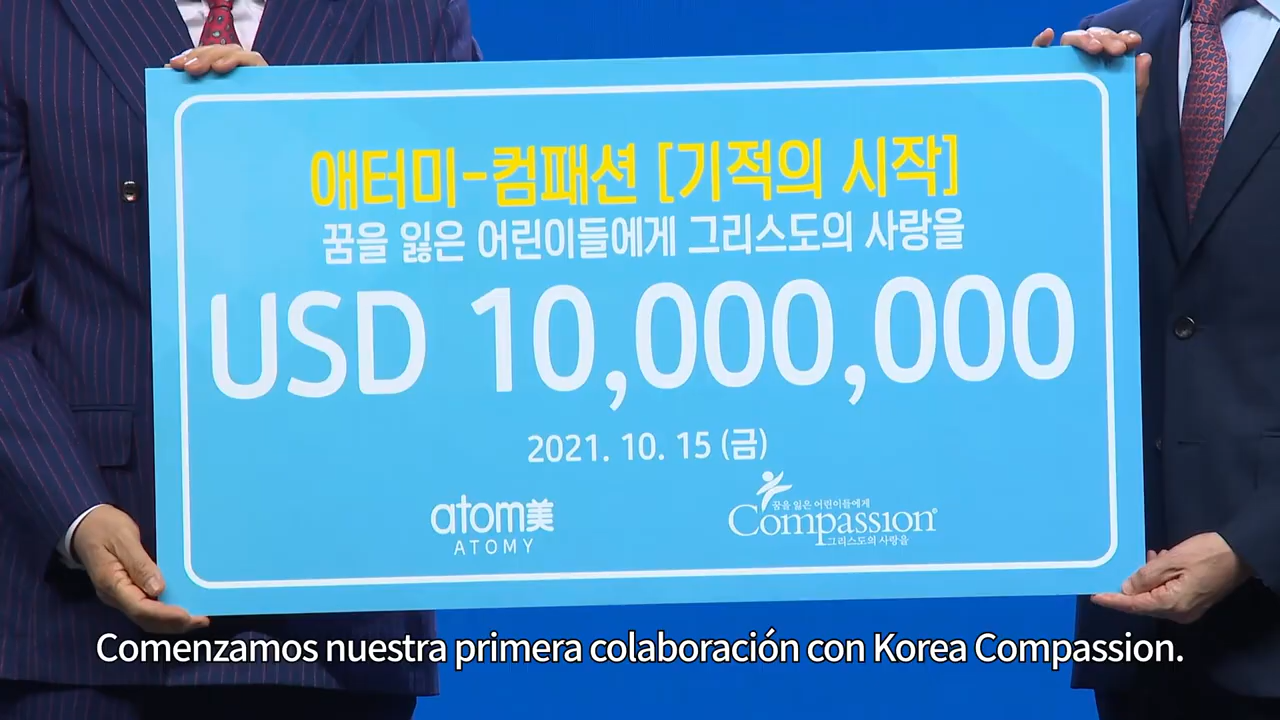 애터미-컴패션 [기적의 시작]
꿈을 잃은 어린이들에게 그리스도의 사랑을
USD 10,000,000
2021. 10. 15 (금)
atom美
ATOMY
꿈을 잃은 어린이들에게
Compassion®
그리스도의 사랑을
Comenzamos nuestra primera colaboración con Korea Compassion.